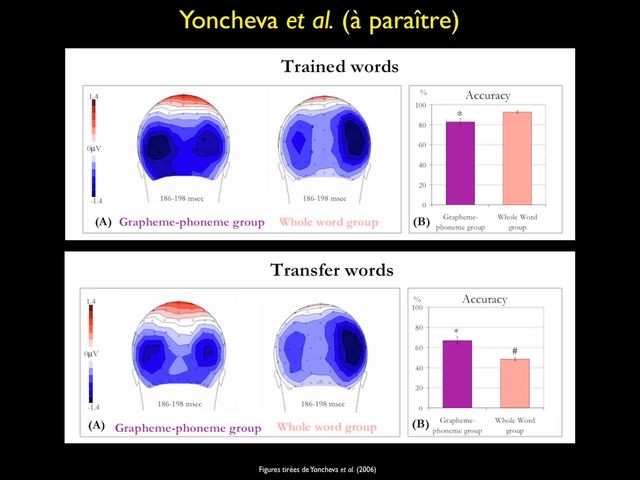 Yoncheva et al. (à paraître)
Trained words
1.4
0µV
-1.4
186-198 msec
186-198 msec
(A) Grapheme-phoneme group
Whole word group
%
Accuracy
100
80
60
40
20
0
*
Grapheme-
phoneme group
Whole Word
group
(B)
Transfer words
1.4
0µV
-1.4
186-198 msec
186-198 msec
(A) Grapheme-phoneme group
Whole word group
%
Accuracy
100
80
60
40
20
0
*
#
Grapheme-
phoneme group
Whole Word
group
(B)
Figures tirées de Yoncheva et al. (2006)